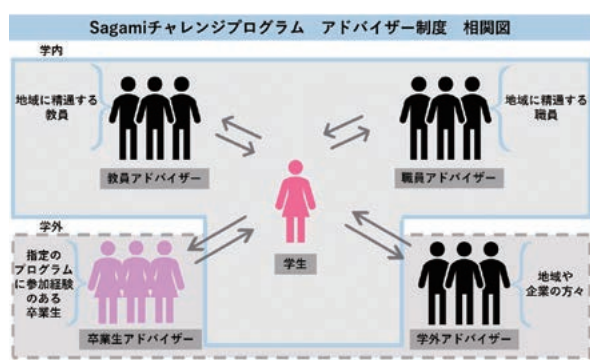 Sagamiチャレンジプログラム　アドバイザー制度　相関図
学内
地域に精通する
教員
教員アドバイザー
地域に精通する
職員
職員アドバイザー
学生
学外
指定の
プログラム
に参加経験
のある
卒業生
卒業生アドバイザー
地域や
企業の方々
学外アドバイザー